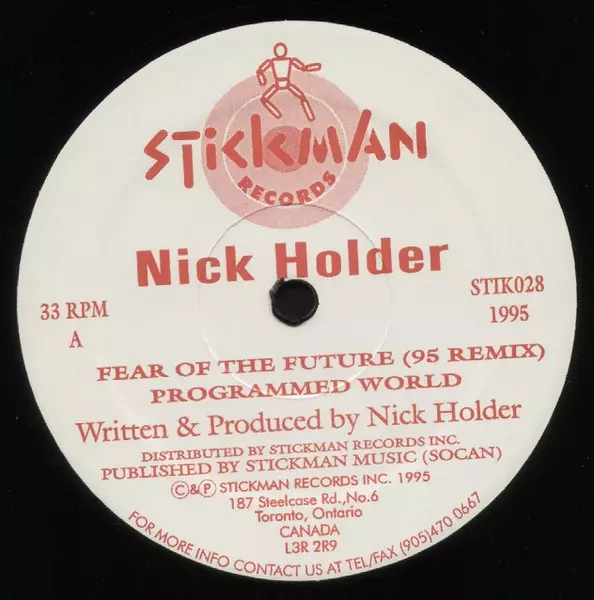 STICKMAN
RECORDS
Nick Holder
33 RPM
A
STIK028
1995
FEAR OF THE FUTURE (95 REMIX)
PROGRAMMED WORLD
Written & Produced by Nick Holder
DISTRIBUTED BY STICKMAN RECORDS INC.
PUBLISHED BY STICKMAN MUSIC (SOCAN)
©&℗ STICKMAN RECORDS INC. 1995
187 Steelcase Rd.,No.6
Toronto, Ontario
CANADA
L3R 2R9
FOR MORE INFO CONTACT US AT TEL/FAX (905)470 0667